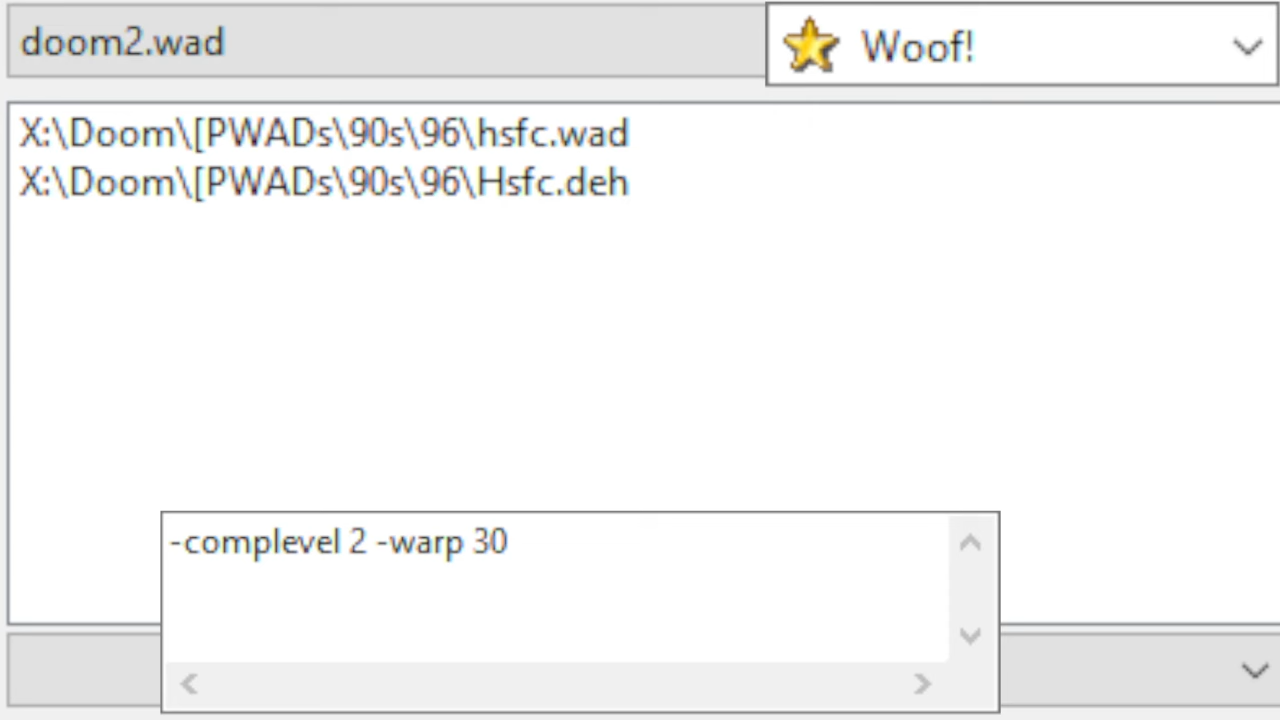 doom2.wad
Woof!
X:\Doom\[PWADs\90s\96\hsfc.wad
X:\Doom\[PWADs\90s\96\Hsfc.deh
-complevel 2 -warp 30